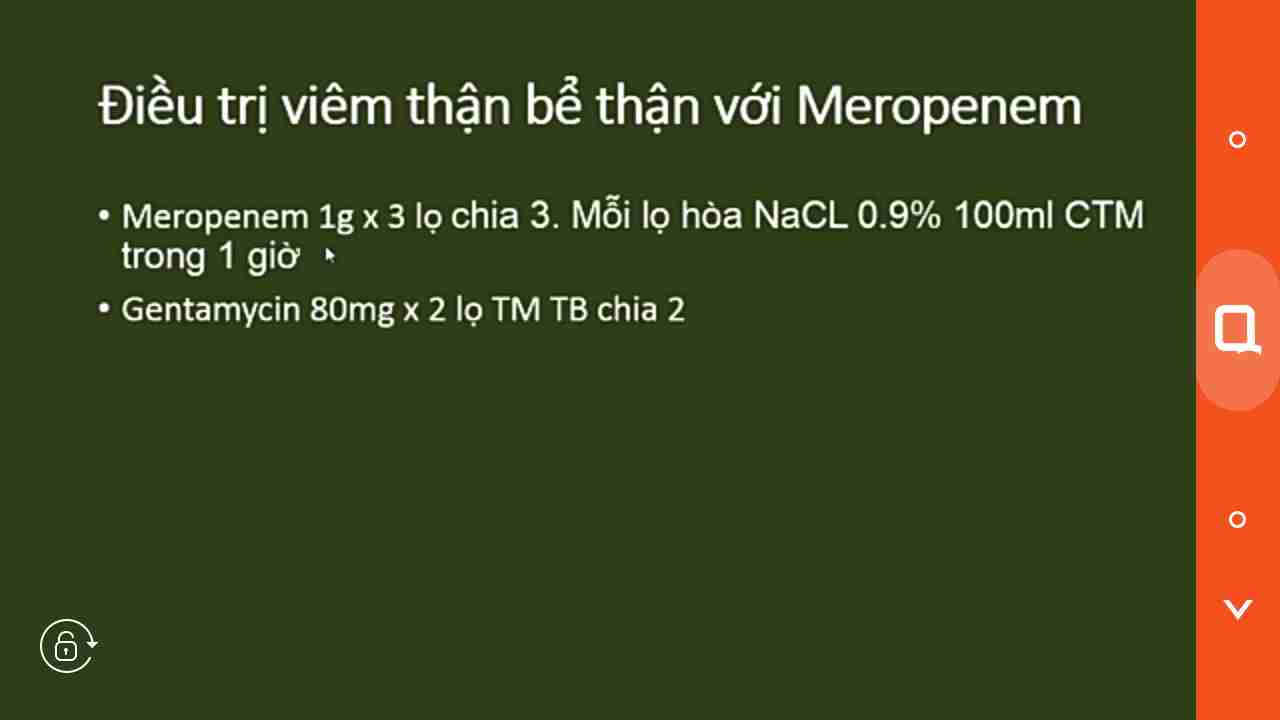 Điều trị viêm thận bể thận với Meropenem
• Meropenem 1g x 3 lọ chia 3. Mỗi lọ hòa NaCL 0.9% 100ml CTM
trong 1 giờ
• Gentamycin 80mg x 2 lọ TM TB chia 2